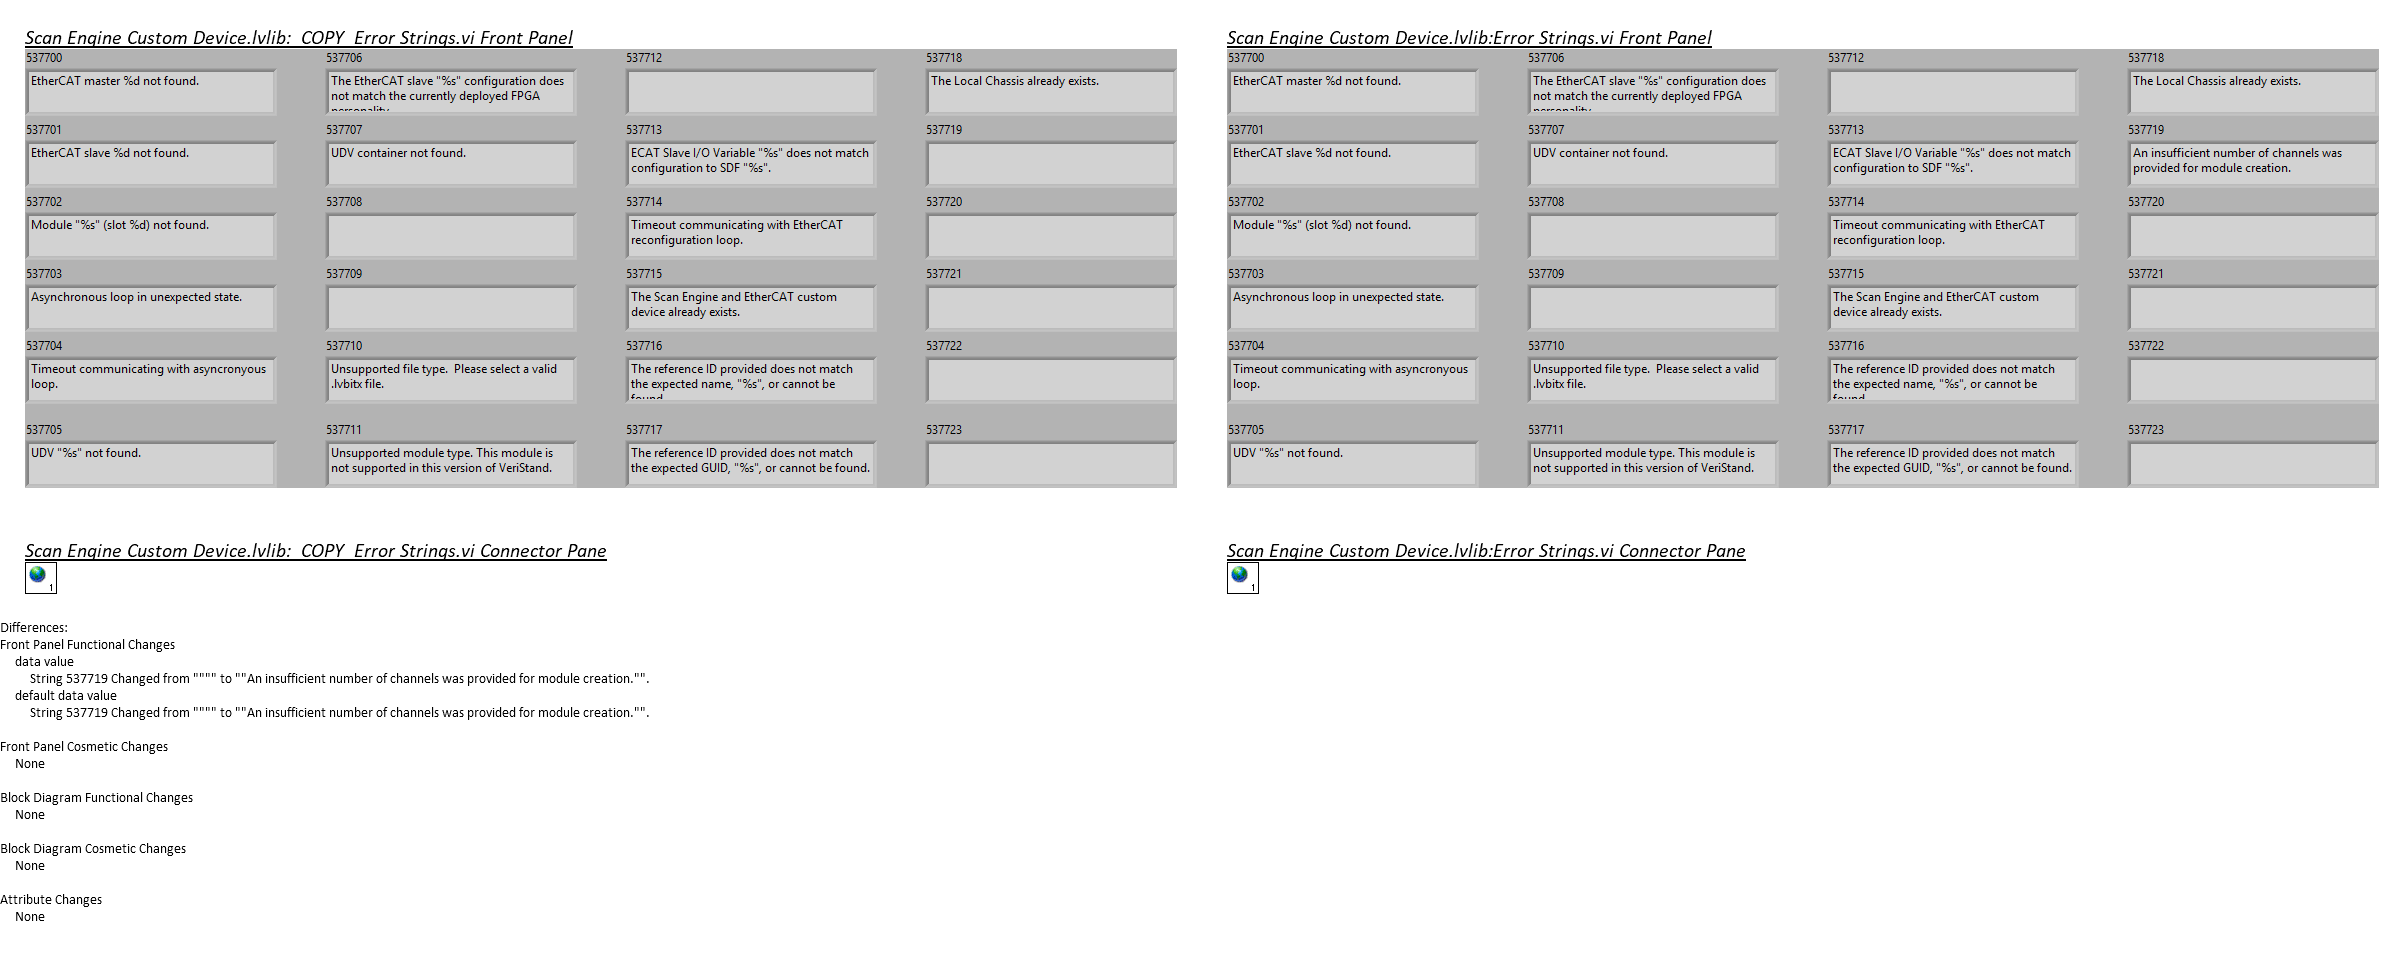 Scan Engine Custom Device.lvlib:  COPY  Error Strings.vi Front Panel
537700
EtherCAT master %d not found.
537706
The EtherCAT slave "%s" configuration does
not match the currently deployed FPGA
personality.
537712
537718
The Local Chassis already exists.
537701
EtherCAT slave %d not found.
537707
UDV container not found.
537713
ECAT Slave I/O Variable "%s" does not match
configuration to SDF "%s".
537719
537702
Module "%s" (slot %d) not found.
537708
537714
Timeout communicating with EtherCAT
reconfiguration loop.
537720
537703
Asynchronous loop in unexpected state.
537709
537715
The Scan Engine and EtherCAT custom
device already exists.
537721
537704
Timeout communicating with asyncronyous
loop.
537710
Unsupported file type.  Please select a valid
.lvbitx file.
537716
The reference ID provided does not match
the expected name, "%s", or cannot be
found.
537722
537705
UDV "%s" not found.
537711
Unsupported module type. This module is
not supported in this version of VeriStand.
537717
The reference ID provided does not match
the expected GUID, "%s", or cannot be found.
537723
Scan Engine Custom Device.lvlib:Error Strings.vi Front Panel
537700
EtherCAT master %d not found.
537706
The EtherCAT slave "%s" configuration does
not match the currently deployed FPGA
personality.
537712
537718
The Local Chassis already exists.
537701
EtherCAT slave %d not found.
537707
UDV container not found.
537713
ECAT Slave I/O Variable "%s" does not match
configuration to SDF "%s".
537719
An insufficient number of channels was
provided for module creation.
537702
Module "%s" (slot %d) not found.
537708
537714
Timeout communicating with EtherCAT
reconfiguration loop.
537720
537703
Asynchronous loop in unexpected state.
537709
537715
The Scan Engine and EtherCAT custom
device already exists.
537721
537704
Timeout communicating with asyncronyous
loop.
537710
Unsupported file type.  Please select a valid
.lvbitx file.
537716
The reference ID provided does not match
the expected name, "%s", or cannot be
found.
537722
537705
UDV "%s" not found.
537711
Unsupported module type. This module is
not supported in this version of VeriStand.
537717
The reference ID provided does not match
the expected GUID, "%s", or cannot be found.
537723
Scan Engine Custom Device.lvlib:  COPY  Error Strings.vi Connector Pane
1
Scan Engine Custom Device.lvlib:Error Strings.vi Connector Pane
1
Differences:
Front Panel Functional Changes
data value
String 537719 Changed from """" to ""An insufficient number of channels was provided for module creation."".
default data value
String 537719 Changed from """" to ""An insufficient number of channels was provided for module creation."".
Front Panel Cosmetic Changes
None
Block Diagram Functional Changes
None
Block Diagram Cosmetic Changes
None
Attribute Changes
None